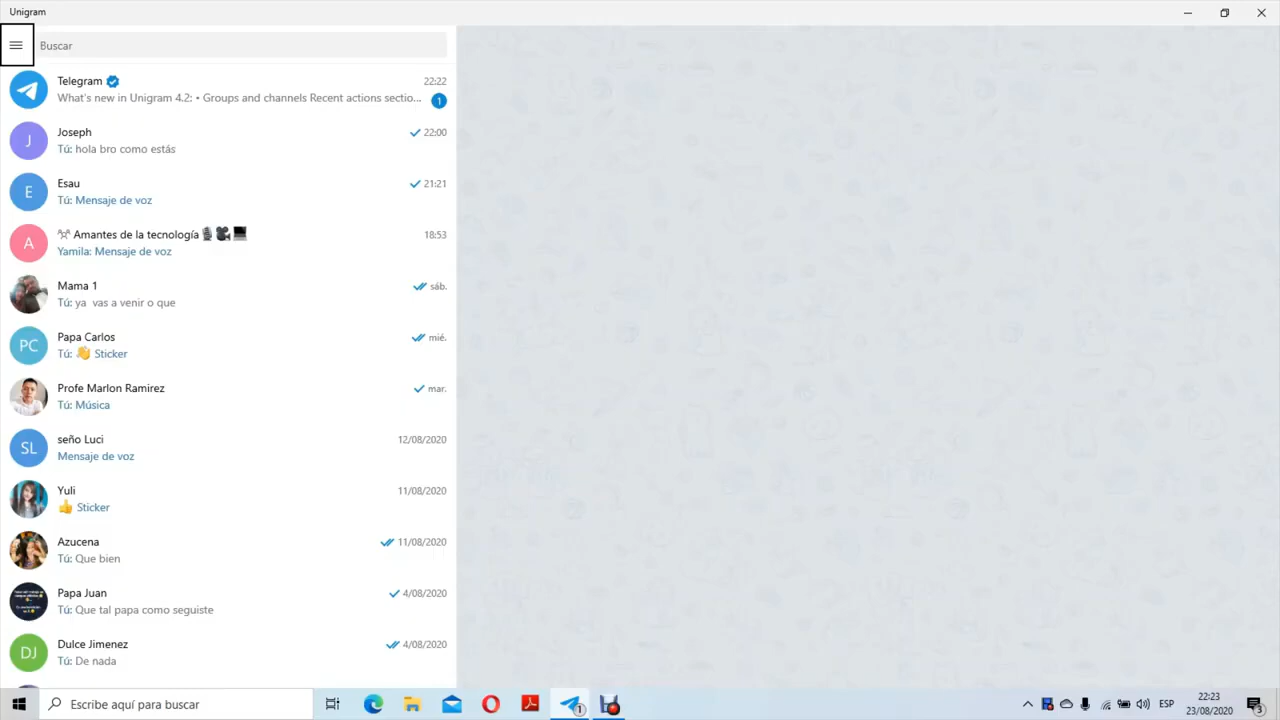 Unigram
Buscar
Telegram
22:22
What's new in Unigram 4.2; • Groups and channels Recent actions sectio...
1
J
Joseph
22:00
Tú: hola bro como estás
E
Esau
21:21
Tú: Mensaje de voz
A
Amantes de la tecnología🎙️🎥💻
18:53
Yamila: Mensaje de voz
Mama 1
sáb.
Tú: ya  vas a venir o que
PC
Papa Carlos
mié.
Tú: 👋 Sticker
Profe Marlon Ramirez
mar.
Tú: Música
SL
seño Luci
12/08/2020
Mensaje de voz
Yuli
11/08/2020
👍 Sticker
Azucena
11/08/2020
Tú: Que bien
Papa Juan
4/08/2020
Tú: Que tal papa como seguiste
DJ
Dulce Jimenez
4/08/2020
Tú: De nada
Escribe aquí para buscar
1
ESP
22:23
23/08/2020
3